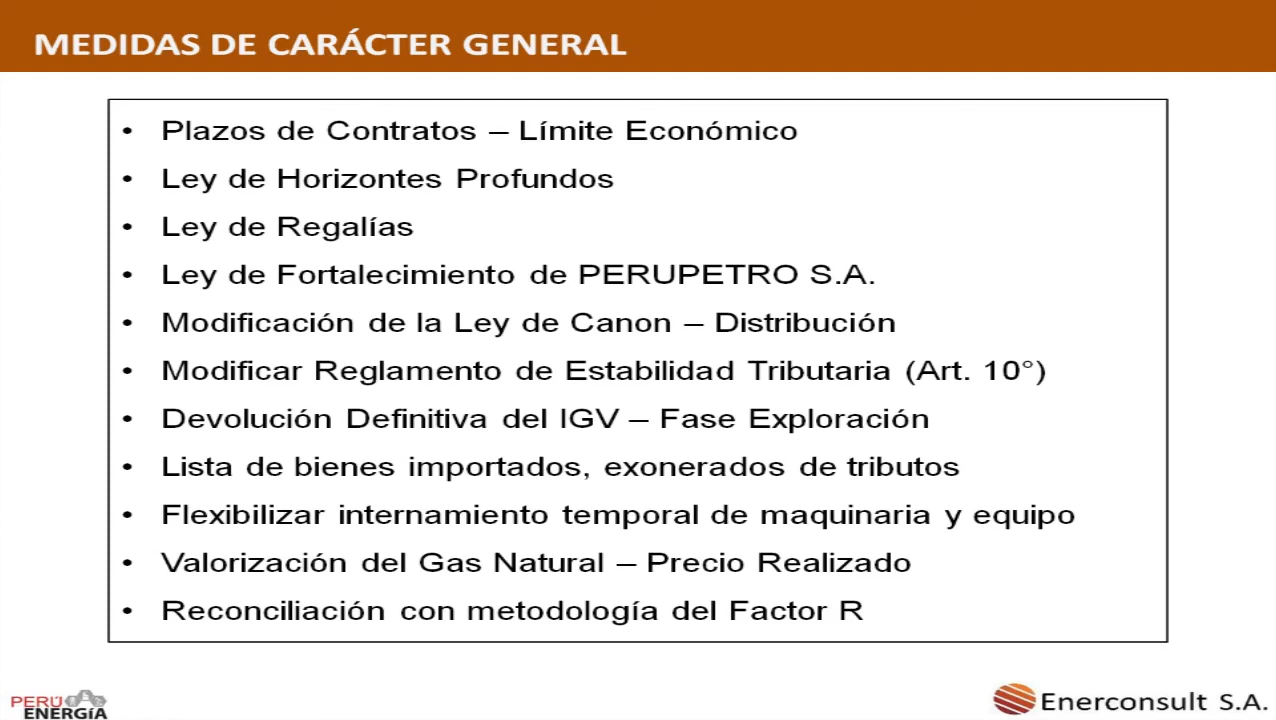 MEDIDAS DE CARÁCTER GENERAL
• Plazos de Contratos – Límite Económico
• Ley de Horizontes Profundos
• Ley de Regalías
• Ley de Fortalecimiento de PERUPETRO S.A.
• Modificación de la Ley de Canon – Distribución
• Modificar Reglamento de Estabilidad Tributaria (Art. 10°)
• Devolución Definitiva del IGV – Fase Exploración
• Lista de bienes importados, exonerados de tributos
• Flexibilizar internamiento temporal de maquinaria y equipo
• Valorización del Gas Natural – Precio Realizado
• Reconciliación con metodología del Factor R
PERÚ
ENERGÍA
Enerconsult S.A.